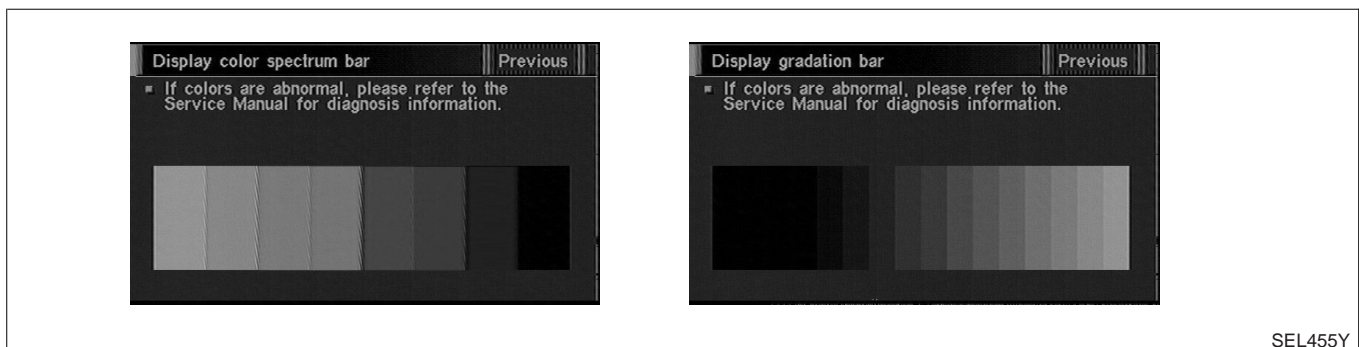 Display color spectrum bar
Previous
If colors are abnormal, please refer to the
Service Manual for diagnosis information.
Display gradation bar
Previous
If colors are abnormal, please refer to the
Service Manual for diagnosis information.
SEL455Y